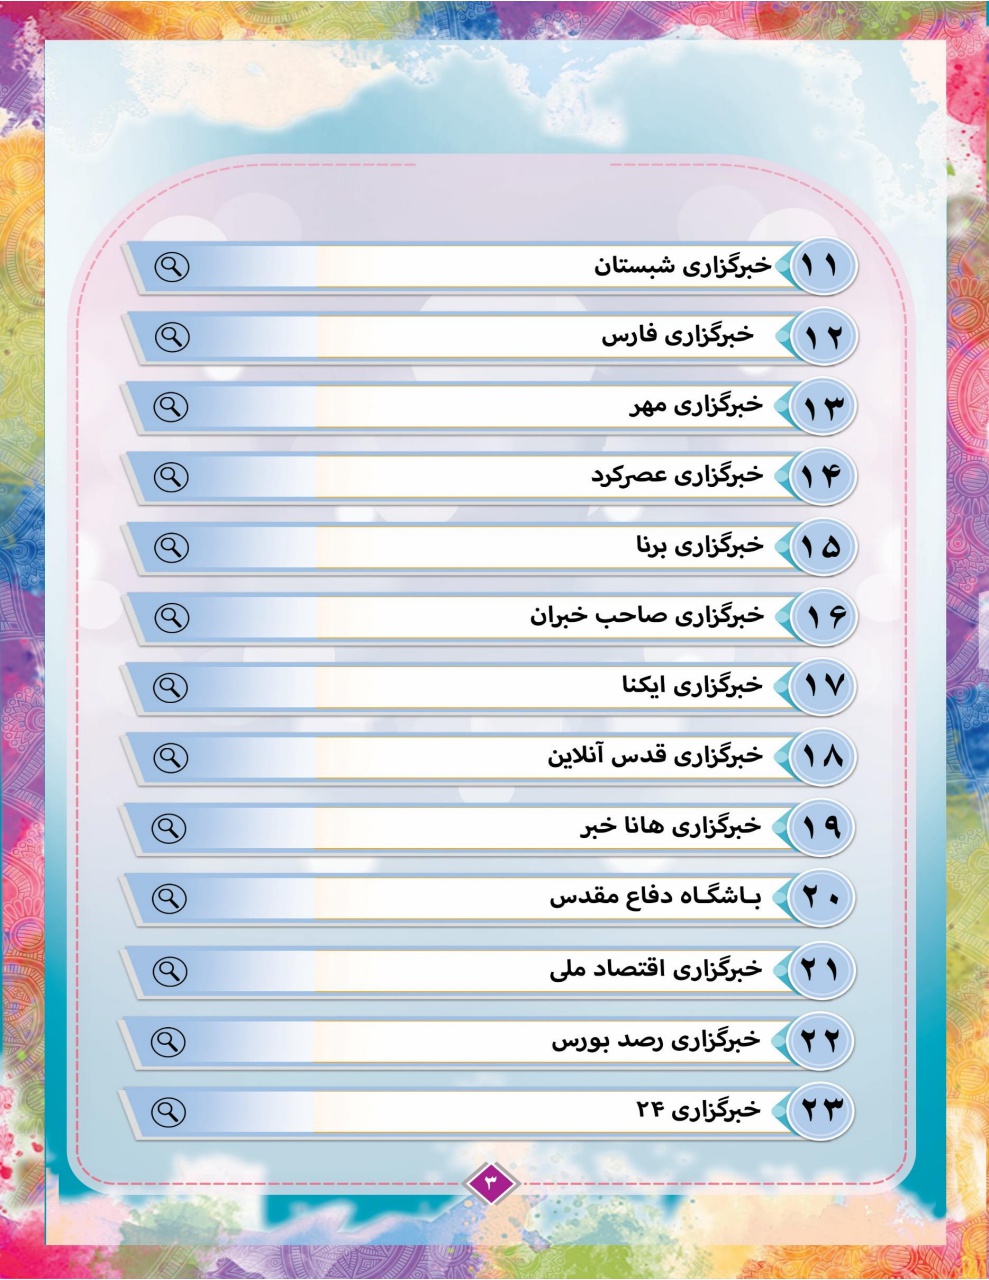 ۱۱ خبرگزاری شبستان
۱۲ خبرگزاری فارس
۱۳ خبرگزاری مهر
۱۴ خبرگزاری عصرکرد
۱۵ خبرگزاری برنا
۱۶ خبرگزاری صاحب خبران
۱۷ خبرگزاری ایکنا
۱۸ خبرگزاری قدس آنلاین
۱۹ خبرگزاری هانا خبر
۲۰ بـاشگـاه دفاع مقدس
۲۱ خبرگزاری اقتصاد ملی
۲۲ خبرگزاری رصد بورس
۲۳ خبرگزاری ۲۴
۳